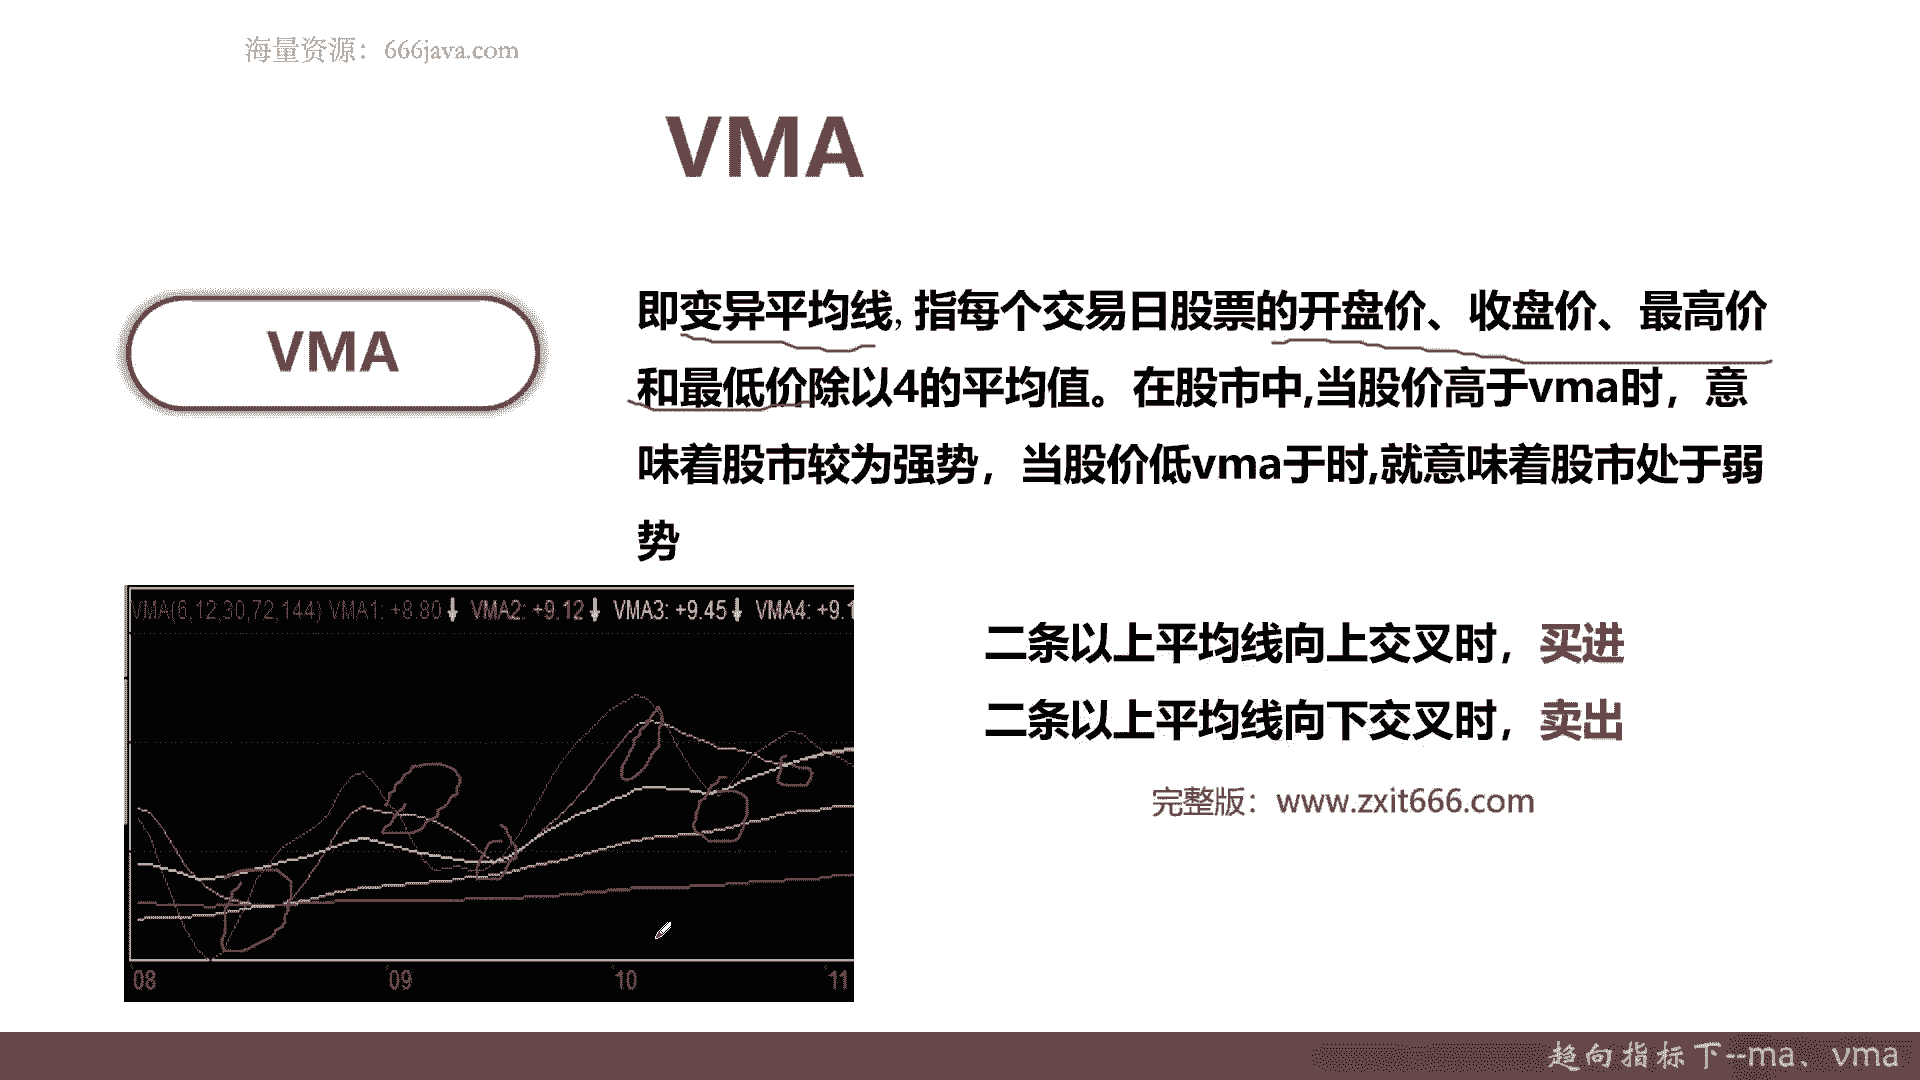 海量资源：666java.com
VMA
VMA
即变异平均线, 指每个交易日股票的开盘价、收盘价、最高价
和最低价除以4的平均值。在股市中,当股价高于vma时，意
味着股市较为强势，当股价低vma于时,就意味着股市处于弱
势
VMA(6,12,30,72,144) VMA1: +8.80↓ VMA2: +9.12↓ VMA3: +9.45↓ VMA4: +9.1
二条以上平均线向上交叉时，买进
二条以上平均线向下交叉时，卖出
完整版：www.zxit666.com
08 09 10 11
趋向指标下--ma、vma